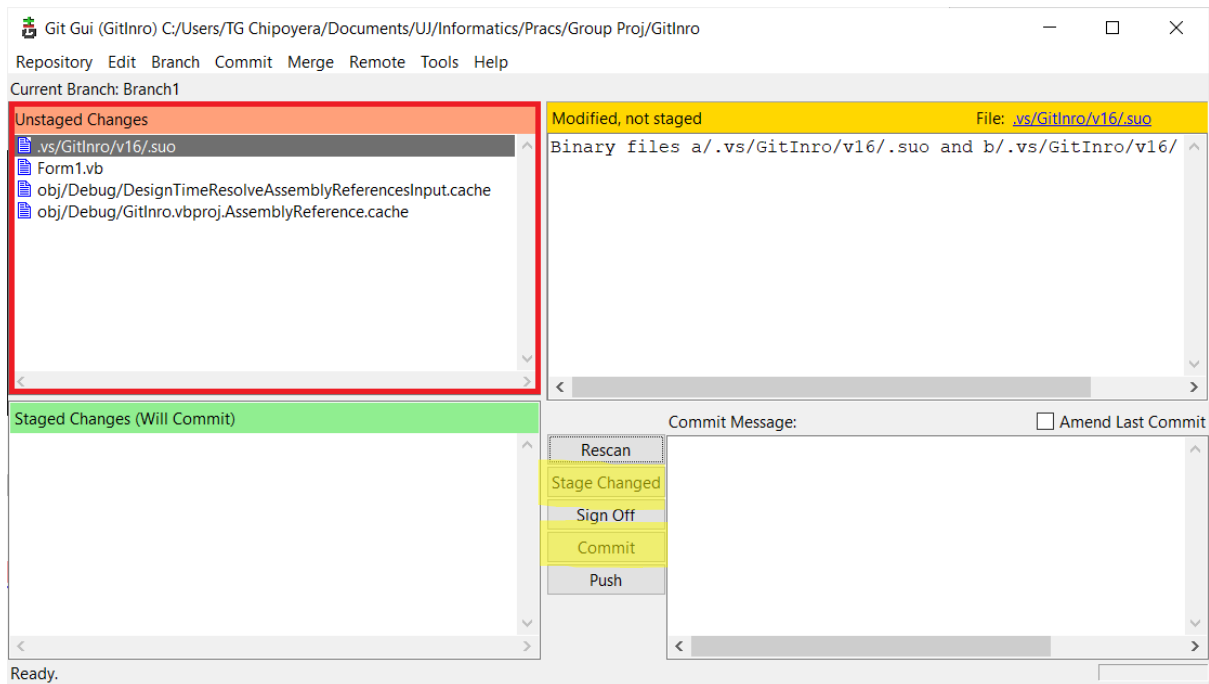 Git Gui (GitInro) C:/Users/TG Chipoyera/Documents/UJ/Informatics/Pracs/Group Proj/GitInro
Repository Edit Branch Commit Merge Remote Tools Help
Current Branch: Branch1
Unstaged Changes
.vs/GitInro/v16/.suo
Form1.vb
obj/Debug/DesignTimeResolveAssemblyReferencesInput.cache
obj/Debug/GitInro.vbproj.AssemblyReference.cache
Modified, not staged File: .vs/GitInro/v16/.suo
Binary files a/.vs/GitInro/v16/.suo and b/.vs/GitInro/v16/
Staged Changes (Will Commit)
Commit Message: Amend Last Commit
Rescan
Stage Changed
Sign Off
Commit
Push
Ready.